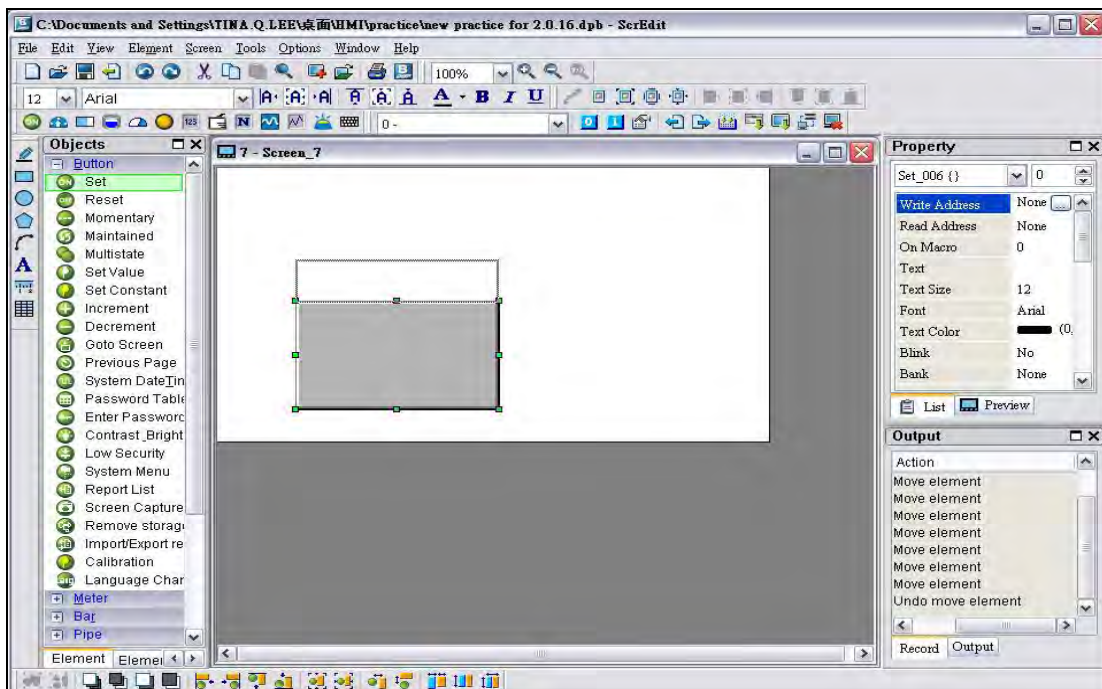 C:\Documents and Settings\TINA.Q.LEE\桌面\HMI\practice\new practice for 2.0.16.dpb - ScrEdit
File Edit View Element Screen Tools Options Window Help
100%
12 Arial A A A A A A A B I U
123 N 0 -
Objects
Button
Set
Reset
Momentary
Maintained
Multistate
Set Value
Set Constant
Increment
Decrement
Goto Screen
Previous Page
System DateTin
Password Table
Enter Passworc
Contrast_Bright
Low Security
System Menu
Report List
Screen Capture
Remove storag
Import/Export re
Calibration
Language Char
Meter
Bar
Pipe
Element Elemei
7 - Screen_7
Property
Set_006 {} 0
Write Address None ...
Read Address None
On Macro 0
Text
Text Size 12
Font Arial
Text Color (0,
Blink No
Bank None
List Preview
Output
Action
Move element
Move element
Move element
Move element
Move element
Move element
Move element
Undo move element
Record Output